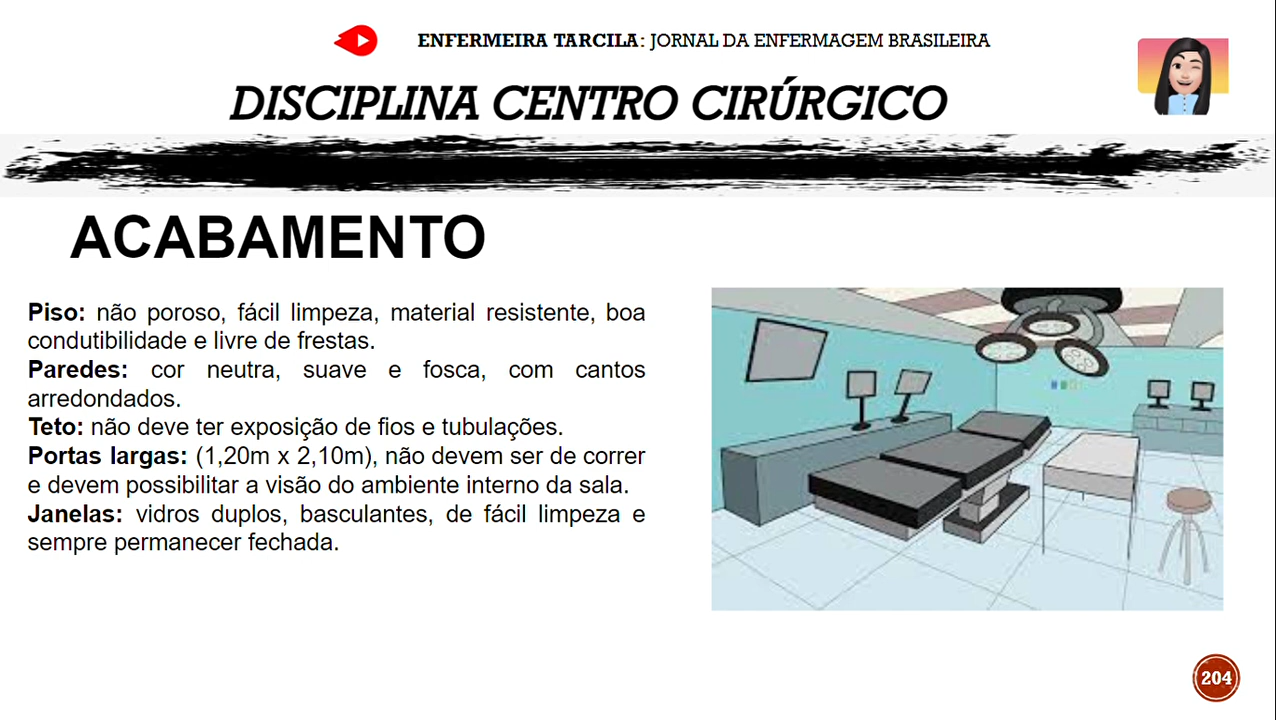 ENFERMEIRA TARCILA: JORNAL DA ENFERMAGEM BRASILEIRA
DISCIPLINA CENTRO CIRÚRGICO
ACABAMENTO
Piso: não poroso, fácil limpeza, material resistente, boa
condutibilidade e livre de frestas.
Paredes: cor neutra, suave e fosca, com cantos
arredondados.
Teto: não deve ter exposição de fios e tubulações.
Portas largas: (1,20m x 2,10m), não devem ser de correr
e devem possibilitar a visão do ambiente interno da sala.
Janelas: vidros duplos, basculantes, de fácil limpeza e
sempre permanecer fechada.
204